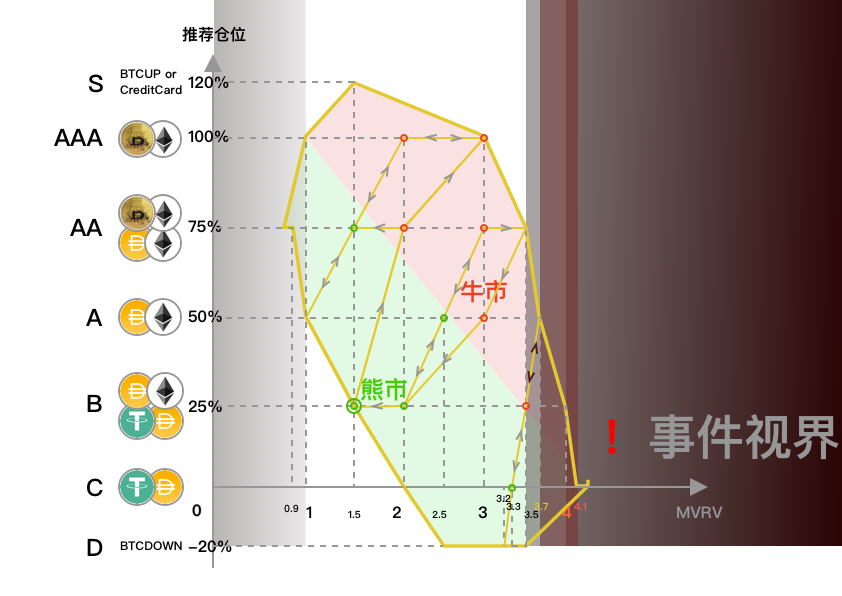 推荐仓位
S BTCUP or CreditCard 120%
AAA 100%
AA 75%
A 50%
牛市
B 25%
熊市
! 事件视界
C
0 0.9 1 1.5 2 2.5 3 3.2 3.3 3.5 3.7 4 4.1 MVRV
D BTCDOWN -20%